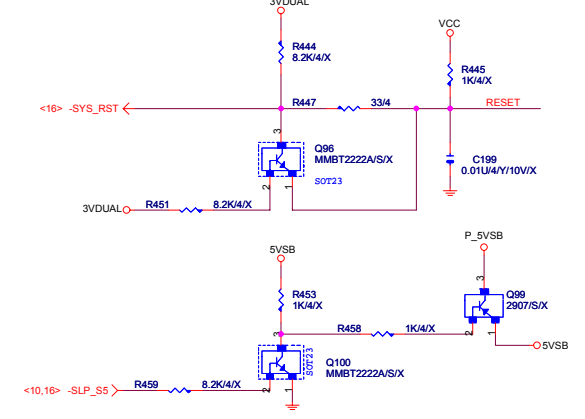 3VDUAL
VCC
R444
8.2K/4/X
R445
1K/4/X
<16> -SYS_RST
R447
33/4
RESET
3
Q96
MMBT2222A/S/X
SOT23
C199
0.01U/4/Y/10V/X
2
1
3VDUAL
R451
8.2K/4/X
5VSB
P_5VSB
R453
1K/4/X
3
Q99
2907/S/X
3
R458
1K/4/X
2
1
5VSB
SOT23
Q100
MMBT2222A/S/X
<10,16> -SLP_S5
R459
8.2K/4/X
2
1